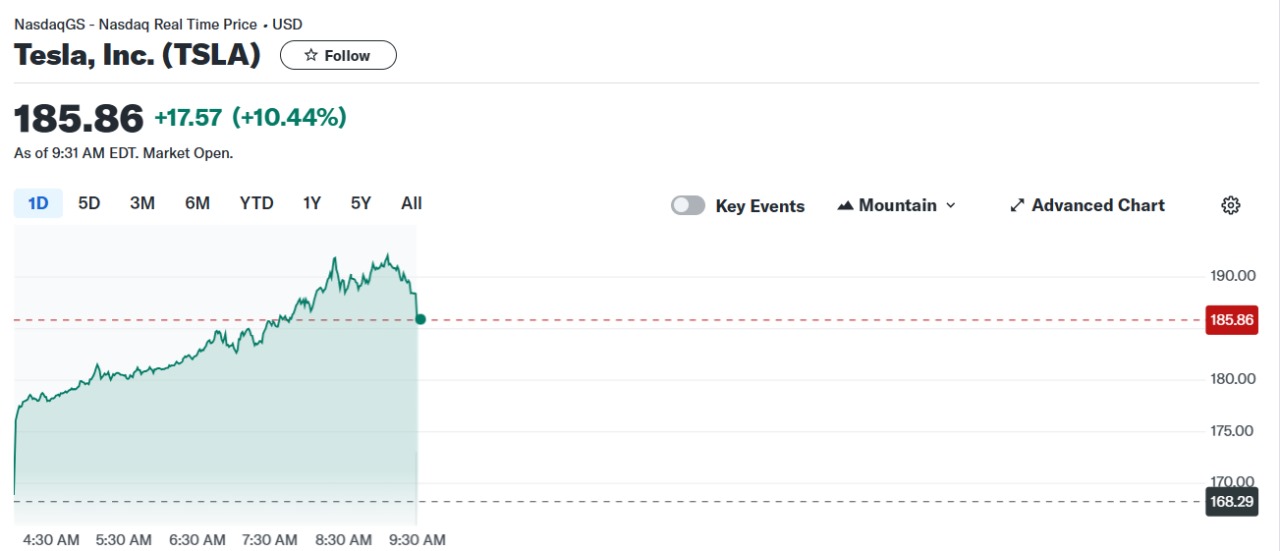 NasdaqGS - Nasdaq Real Time Price • USD
Tesla, Inc. (TSLA) Follow
185.86 +17.57 (+10.44%)
As of 9:31 AM EDT. Market Open.
1D 5D 3M 6M YTD 1Y 5Y All Key Events Mountain Advanced Chart
190.00
185.86
180.00
175.00
170.00
168.29
4:30 AM 5:30 AM 6:30 AM 7:30 AM 8:30 AM 9:30 AM